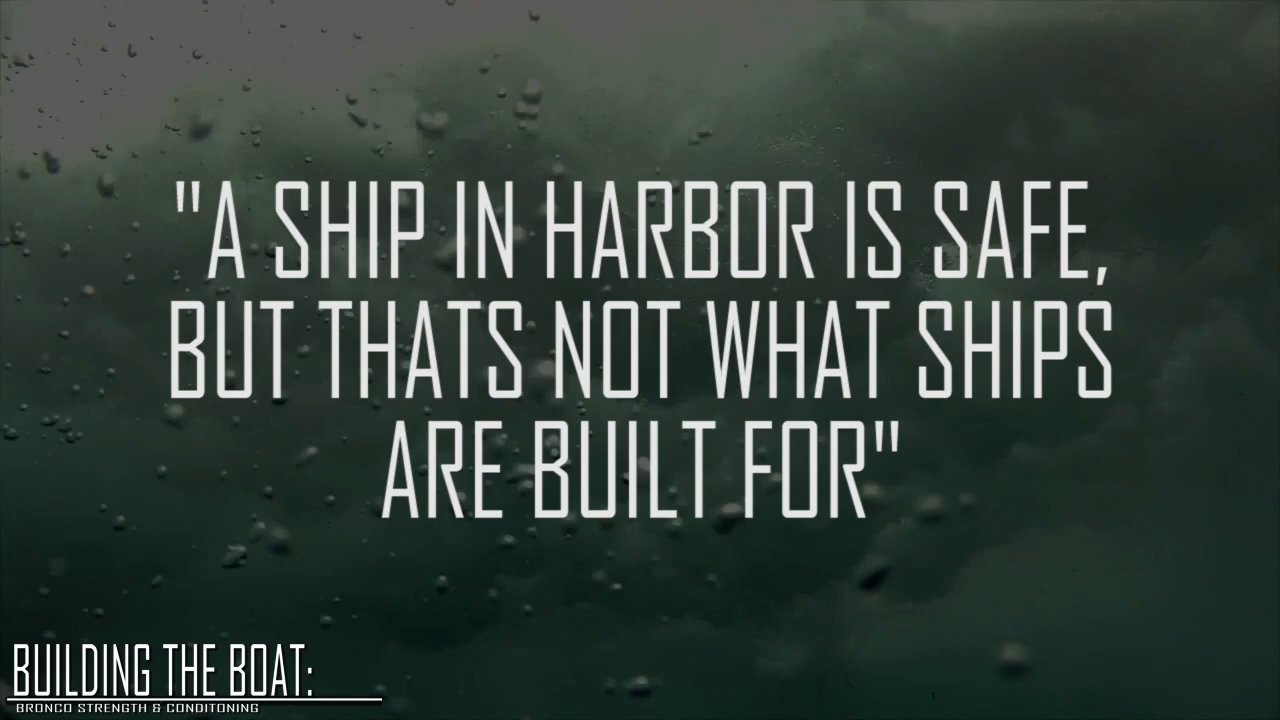 "A SHIP IN HARBOR IS SAFE,
BUT THATS NOT WHAT SHIPS
ARE BUILT FOR"
BUILDING THE BOAT:
BRONCO STRENGTH & CONDITONING